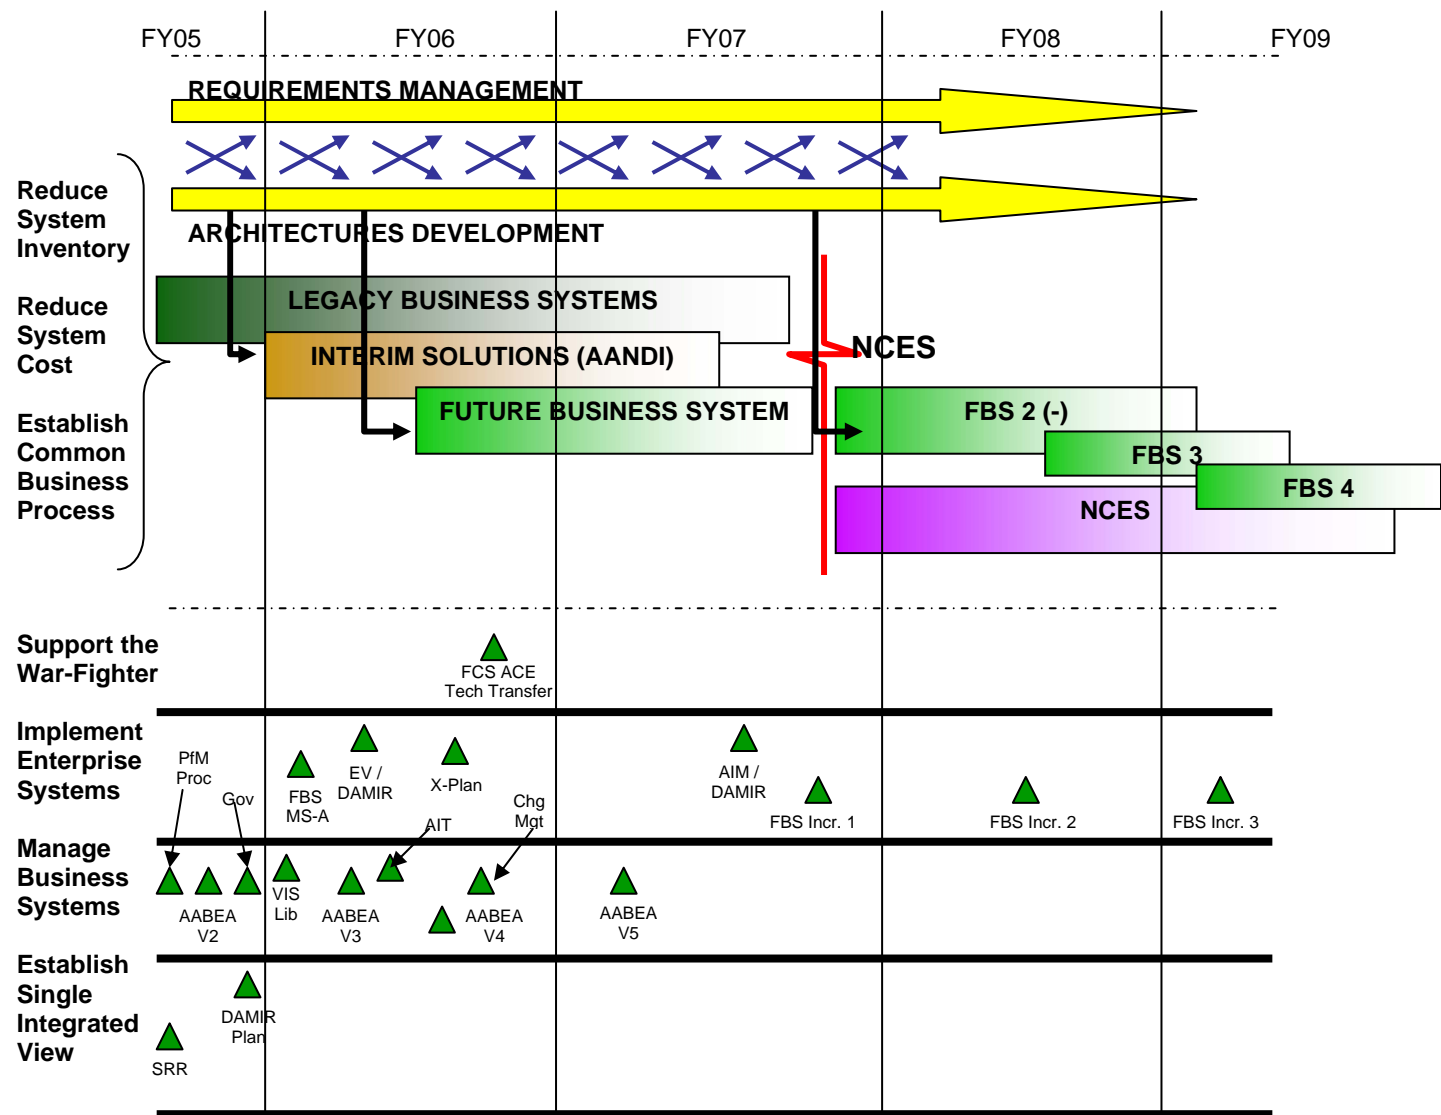 FY05 FY06 FY07 FY08 FY09
REQUIREMENTS MANAGEMENT
Reduce
System
Inventory
Reduce
System
Cost
Establish
Common
Business
Process
ARCHITECTURES DEVELOPMENT
LEGACY BUSINESS SYSTEMS
INTERIM SOLUTIONS (AANDI)
NCES
FUTURE BUSINESS SYSTEM
FBS 2 (-)
FBS 3
FBS 4
NCES
Support the
War-Fighter
FCS ACE
Tech Transfer
Implement
Enterprise
Systems
PfM
Proc
Gov
FBS
MS-A
EV /
DAMIR
X-Plan
AIT
Chg
Mgt
AIM /
DAMIR
FBS Incr. 1
FBS Incr. 2
FBS Incr. 3
Manage
Business
Systems
AABEA
V2
VIS
Lib
AABEA
V3
AABEA
V4
AABEA
V5
Establish
Single
Integrated
View
DAMIR
Plan
SRR